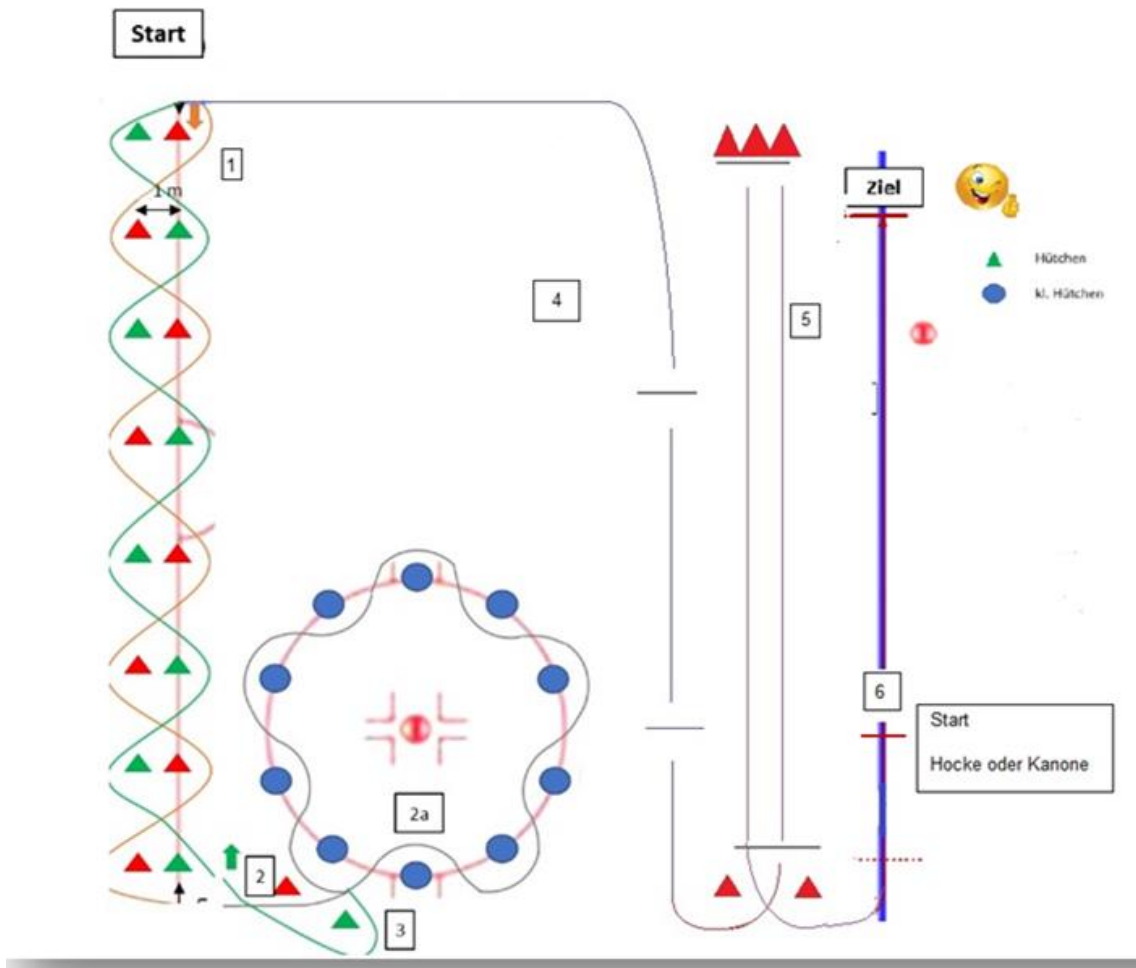 Start
1
1 m
Ziel
4
5
Hütchen
kl. Hütchen
6
Start
Hocke oder Kanone
2a
2
3